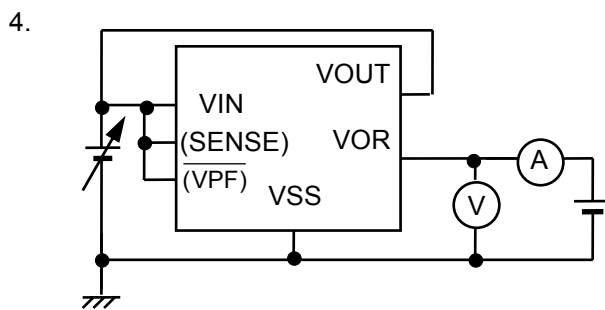 4.
VOUT
VIN
(SENSE)
VOR
A
(VPF)
V
VSS